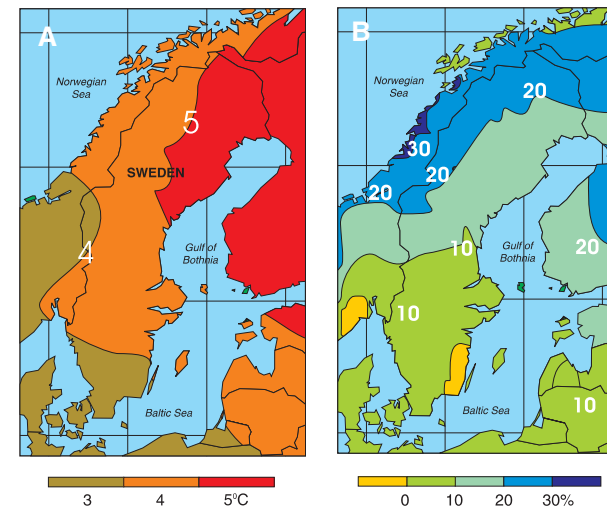 A
Norwegian
Sea
5
SWEDEN
4
Gulf of
Bothnia
Baltic Sea
3
4
5°C
B
Norwegian
Sea
20
30
20
20
10
Gulf of
Bothnia
20
10
10
Baltic Sea
0
10
20
30%